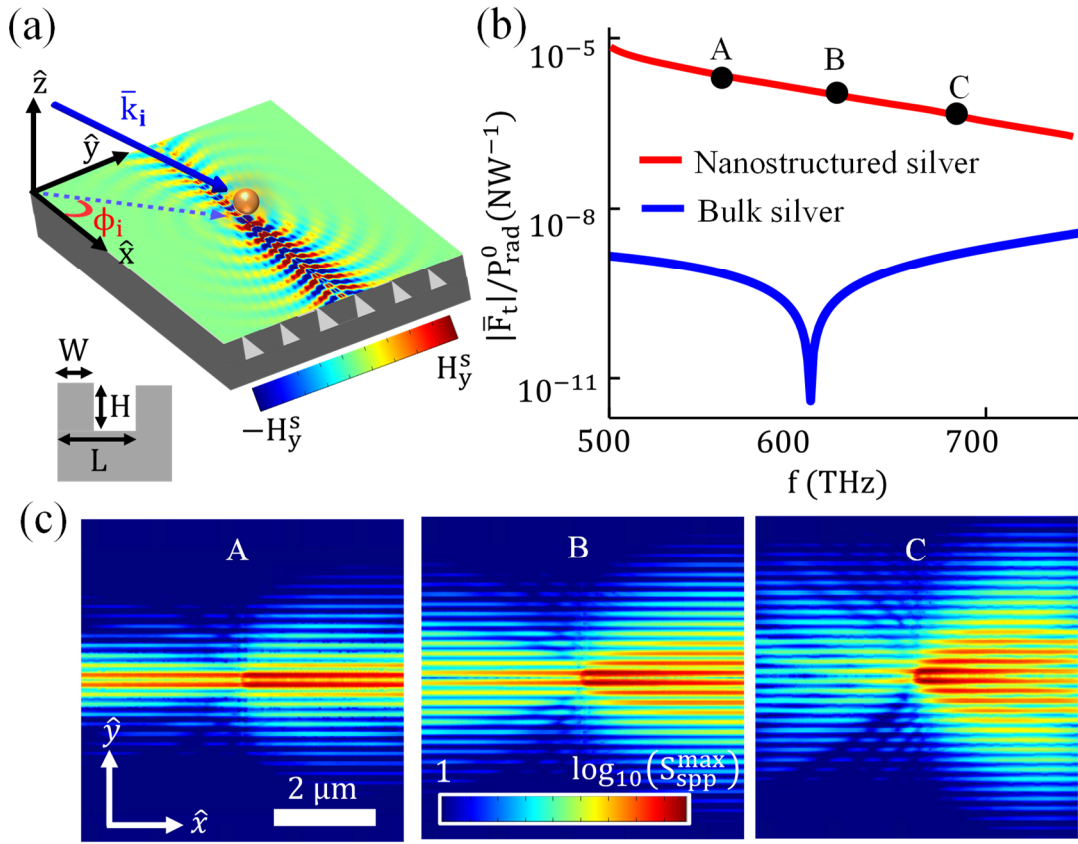 (a)
ẑ
k̄ᵢ
ŷ
ϕᵢ
x̂
W
H
L
−Hʸˢ
Hʸˢ
(b)
|F̄ₜ|/P⁰rad (NW⁻¹)
10⁻⁵
10⁻⁸
10⁻¹¹
A
B
C
Nanostructured silver
Bulk silver
500
600
700
f (THz)
(c)
A
B
C
ŷ
x̂
2 μm
1
log₁₀(Sₛₚₚᵐᵃˣ)